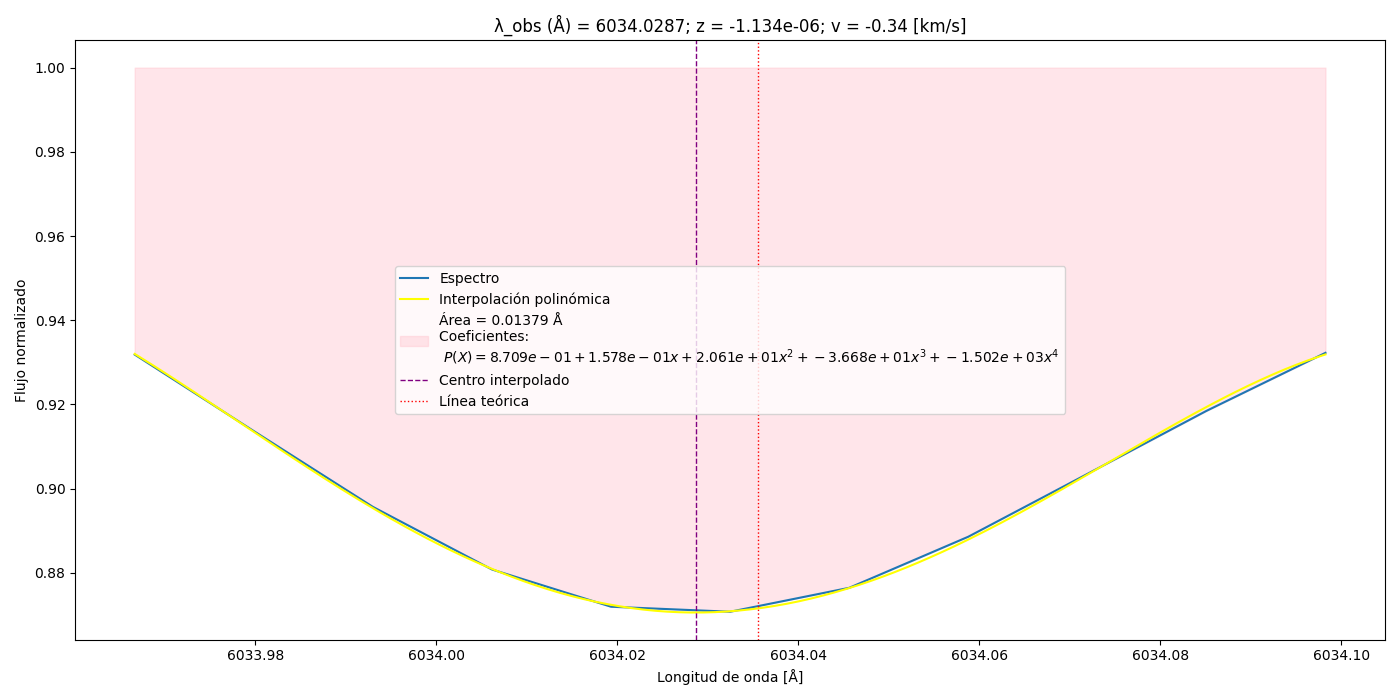 λ_obs (Å) = 6034.0287; z = -1.134e-06; v = -0.34 [km/s]
1.00
0.98
0.96
0.94
0.92
0.90
0.88
Flujo normalizado
Espectro
Interpolación polinómica
Área = 0.01379 Å
Coeficientes:
P(X) = 8.709e − 01 + 1.578e − 01x + 2.061e + 01x² + −3.668e + 01x³ + −1.502e + 03x⁴
Centro interpolado
Línea teórica
6033.98 6034.00 6034.02 6034.04 6034.06 6034.08 6034.10
Longitud de onda [Å]